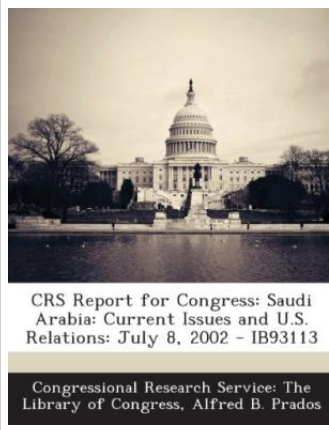 CRS Report for Congress: Saudi
Arabia: Current Issues and U.S.
Relations: July 8, 2002 - IB93113
Congressional Research Service: The
Library of Congress, Alfred B. Prados